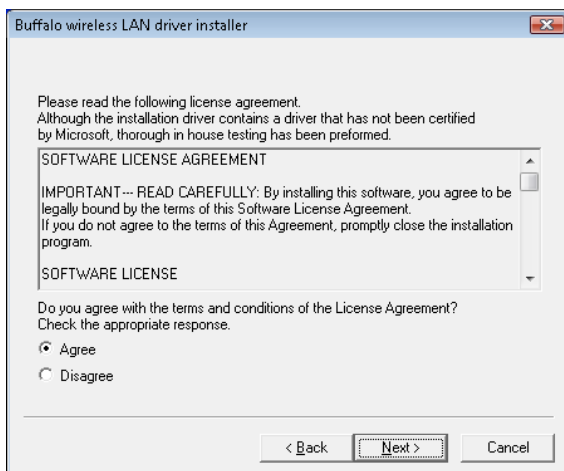 Buffalo wireless LAN driver installer
Please read the following license agreement.
Although the installation driver contains a driver that has not been certified
by Microsoft, thorough in house testing has been preformed.
SOFTWARE LICENSE AGREEMENT
IMPORTANT--- READ CAREFULLY: By installing this software, you agree to be
legally bound by the terms of this Software License Agreement.
If you do not agree to the terms of this Agreement, promptly close the installation
program.
SOFTWARE LICENSE
Do you agree with the terms and conditions of the License Agreement?
Check the appropriate response.
Agree
Disagree
< Back Next > Cancel